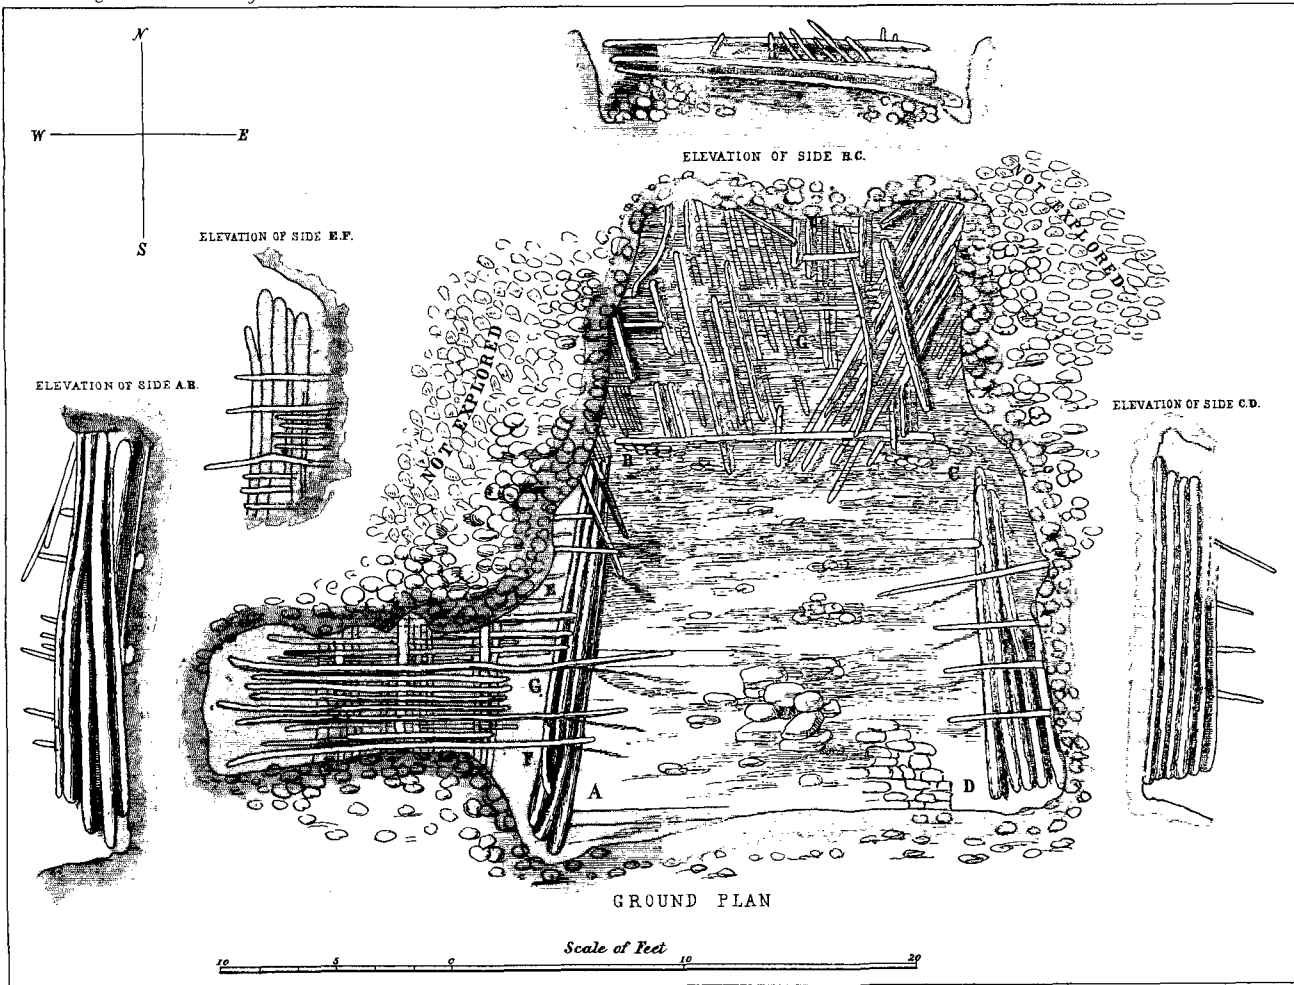 N
W E
S
ELEVATION OF SIDE B.C.
ELEVATION OF SIDE E.F.
NOT EXPLORED
NOT EXPLORED
ELEVATION OF SIDE A.B.
ELEVATION OF SIDE C.D.
G
B
C
E
G
F
A
D
GROUND PLAN
Scale of Feet
10 5 0 10 20